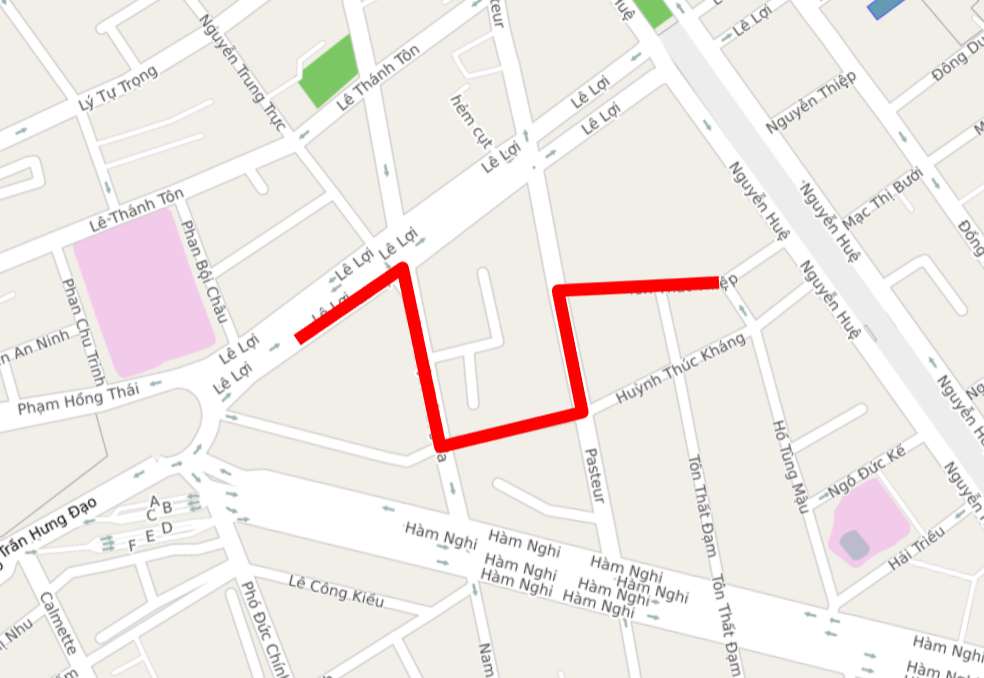 Huệ
Lê Lợi
Pasteur
Nguyễn Trung Trực
Lê Thánh Tôn
Đông Du
Lý Tự Trọng
Nguyễn Thiệp
Lê Lợi
hẻm cụt
Lê Lợi
Lê Lợi
Nguyễn Huệ
Nguyễn Huệ
Mạc Thị Bưởi
Lê Thánh Tôn
Phan Bội Châu
Lê Lợi
Lê Lợi
Lê Lợi
Nguyễn Huệ
Phan Chu Trinh
Lê Lợi
Lê Lợi
Phạm Hồng Thái
Huỳnh Thúc Kháng
Nguyễn Huệ
Pasteur
Tôn Thất Đạm
Hồ Tùng Mậu
Ngô Đức Kế
Hải Triều
Trần Hưng Đạo
A
C B
E D
F
Hàm Nghi
Hàm Nghi
Hàm Nghi
Hàm Nghi
Hàm Nghi
Hàm Nghi
Hàm Nghi
Hàm Nghi
Lê Công Kiều
Phó Đức Chính
Calmette
Tôn Thất Đạm
Nam
Hàm Nghi
Hàm Nghi